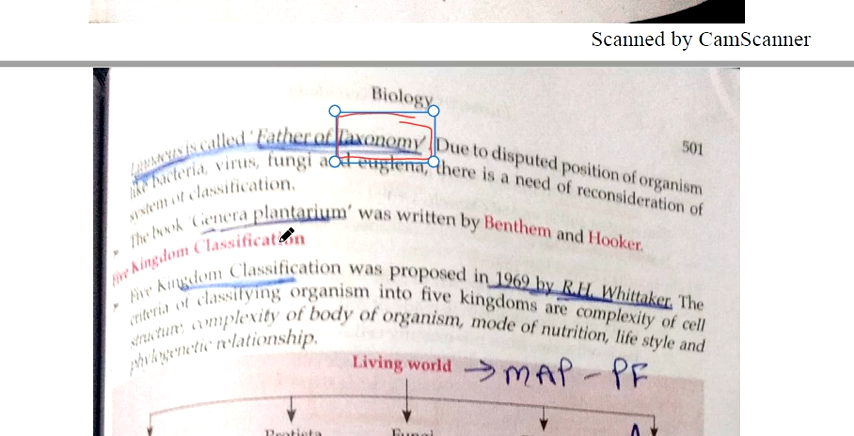 Scanned by CamScanner
Biology
501
Linnaeus is called 'Father of Taxonomy'. Due to disputed position of organism
like bacteria, virus, fungi and euglena, there is a need of reconsideration of
system of classification.
The book 'Genera plantarium' was written by Benthem and Hooker.
Five Kingdom Classification
Five Kingdom Classification was proposed in 1969 by R.H. Whittaker. The
criteria of classifying organism into five kingdoms are complexity of cell
structure, complexity of body of organism, mode of nutrition, life style and
phylogenetic relationship.
Living world → MAP - PF
Protista Fungi